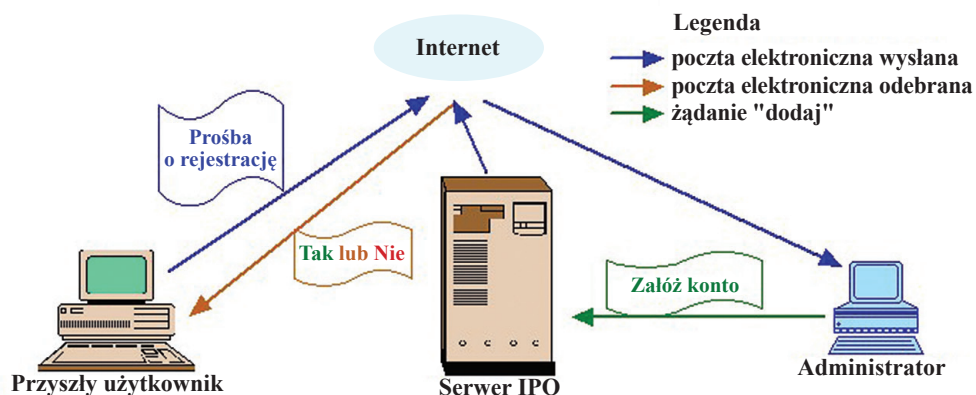 Legenda
Internet
poczta elektroniczna wysłana
poczta elektroniczna odebrana
żądanie "dodaj"
Prośba
o rejestrację
Tak lub Nie
Załóż konto
Przyszły użytkownik
Serwer IPO
Administrator